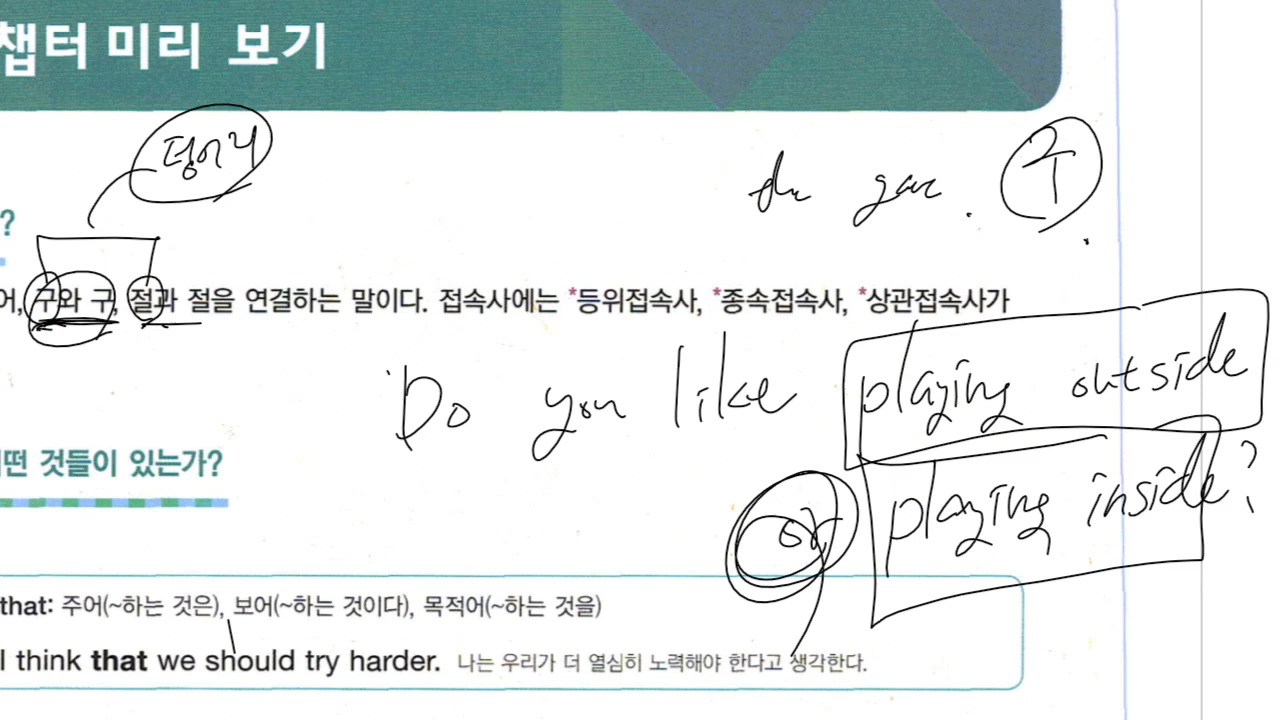 챕터 미리 보기
덩어리
구
?
어, 구와 구, 절과 절을 연결하는 말이다. 접속사에는 *등위접속사, *종속접속사, *상관접속사가
Do you like playing outside
떤 것들이 있는가?
or playing inside?
that: 주어(~하는 것은), 보어(~하는 것이다), 목적어(~하는 것을)
I think that we should try harder. 나는 우리가 더 열심히 노력해야 한다고 생각한다.